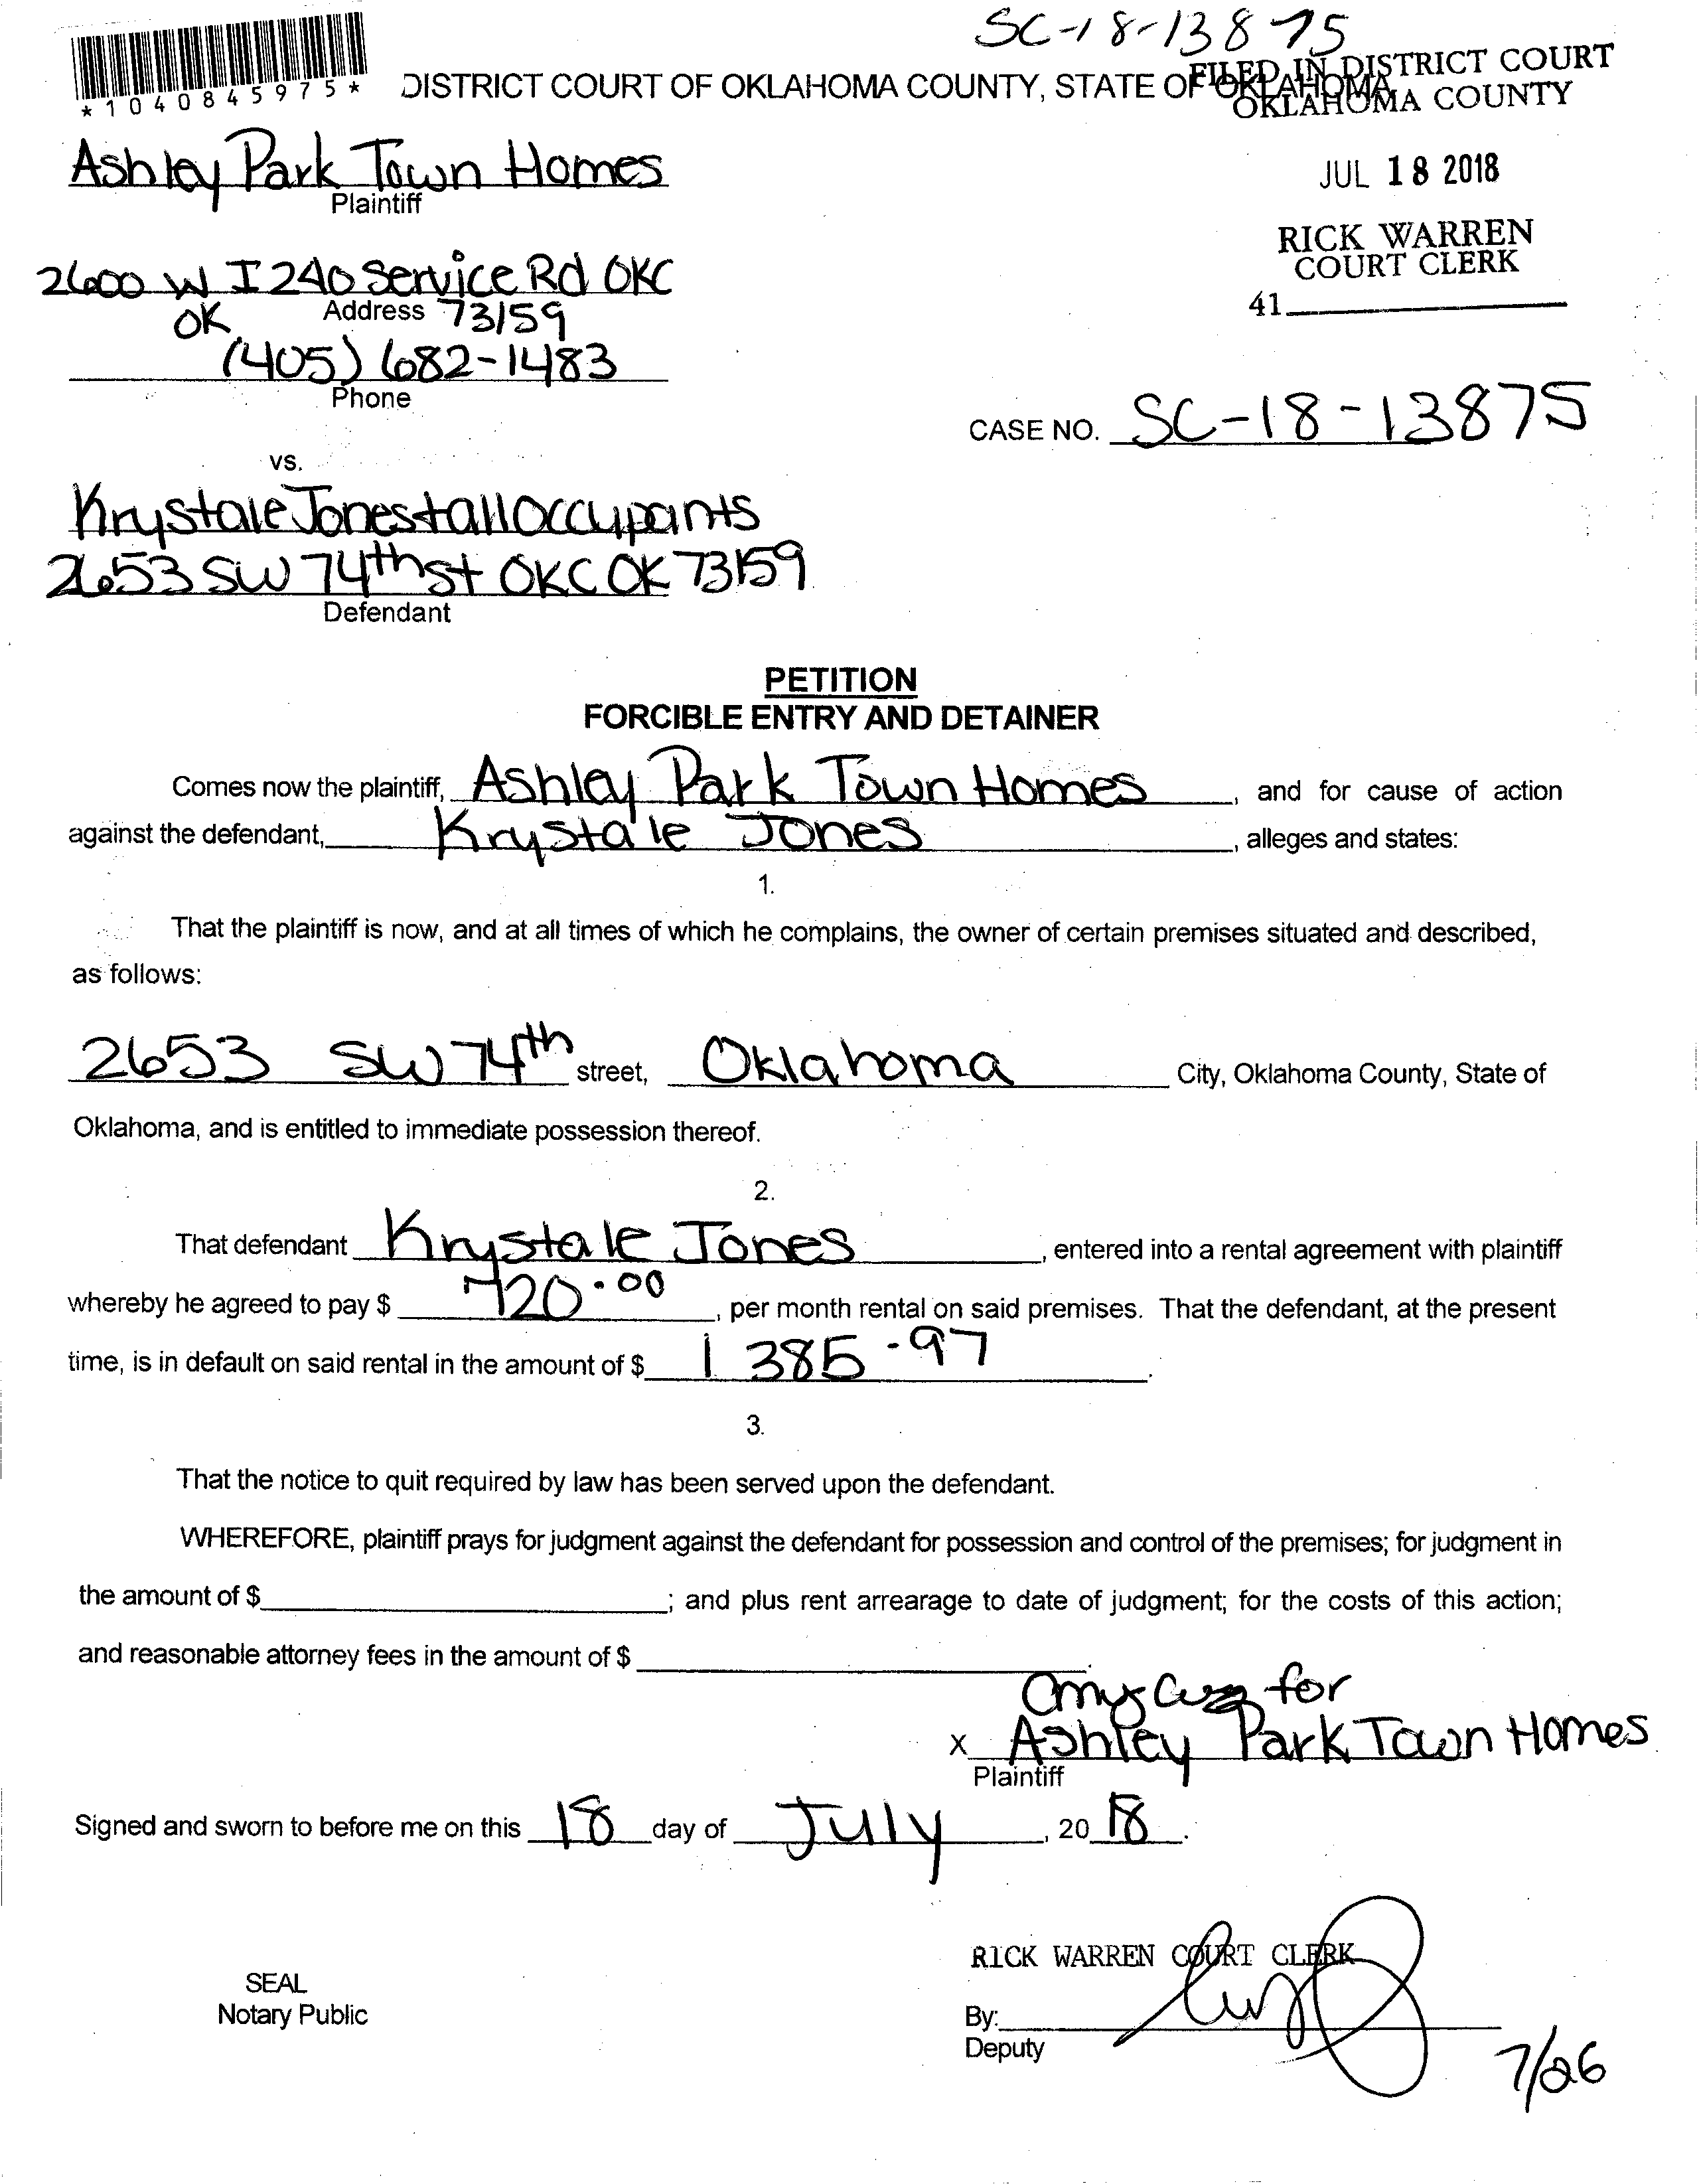 SC-18-13875
*1040845975*
DISTRICT COURT OF OKLAHOMA COUNTY, STATE OF OKLAHOMA
FILED IN DISTRICT COURT
OKLAHOMA COUNTY
Ashley Park Town Homes
Plaintiff
JUL 18 2018
RICK WARREN
COURT CLERK
41
2600 W I 240 Service Rd OKC
Address
OK 73159
(405) 682-1483
Phone
CASE NO. SC-18-13875
vs.
Krystale Jones + all Occupants
2653 SW 74th St OKC OK 73159
Defendant
PETITION
FORCIBLE ENTRY AND DETAINER
Comes now the plaintiff, Ashley Park Town Homes, and for cause of action
against the defendant, Krystale Jones, alleges and states:
1.
That the plaintiff is now, and at all times of which he complains, the owner of certain premises situated and described,
as follows:
2653 SW 74th street, Oklahoma City, Oklahoma County, State of
Oklahoma, and is entitled to immediate possession thereof.
2.
That defendant Krystale Jones, entered into a rental agreement with plaintiff
whereby he agreed to pay $ 720.00, per month rental on said premises. That the defendant, at the present
time, is in default on said rental in the amount of $ 1385.97.
3.
That the notice to quit required by law has been served upon the defendant.
WHEREFORE, plaintiff prays for judgment against the defendant for possession and control of the premises; for judgment in
the amount of $ ; and plus rent arrearage to date of judgment; for the costs of this action;
and reasonable attorney fees in the amount of $ .
for
X Ashley Park Town Homes
Plaintiff
Signed and sworn to before me on this 18 day of July, 2018.
RICK WARREN COURT CLERK
SEAL
Notary Public
By:
Deputy
7/26